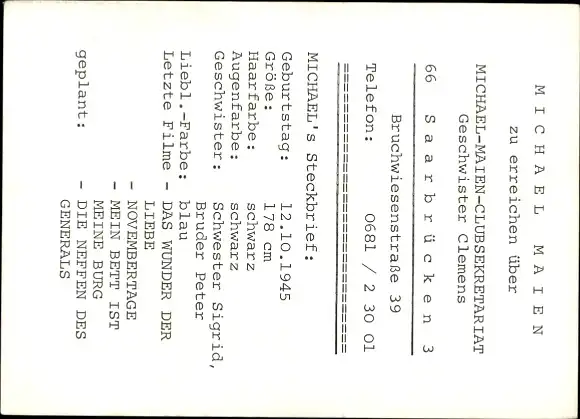 M I C H A E L   M A I E N
zu erreichen über
MICHAEL-MAIEN-CLUBSEKRETARIAT
Geschwister Clemens
66 S a a r b r ü c k e n 3
Bruchwiesenstraße 39
Telefon: 0681 / 2 30 01
==============================
MICHAEL's Steckbrief:
Geburtstag: 12.10.1945
Größe: 178 cm
Haarfarbe: schwarz
Augenfarbe: schwarz
Geschwister: Schwester Sigrid,
Bruder Peter
Liebl.-Farbe: blau
Letzte Filme - DAS WUNDER DER
LIEBE
- NOVEMBERTAGE
- MEIN BETT IST
MEINE BURG
geplant: - DIE NEFFEN DES
GENERALS